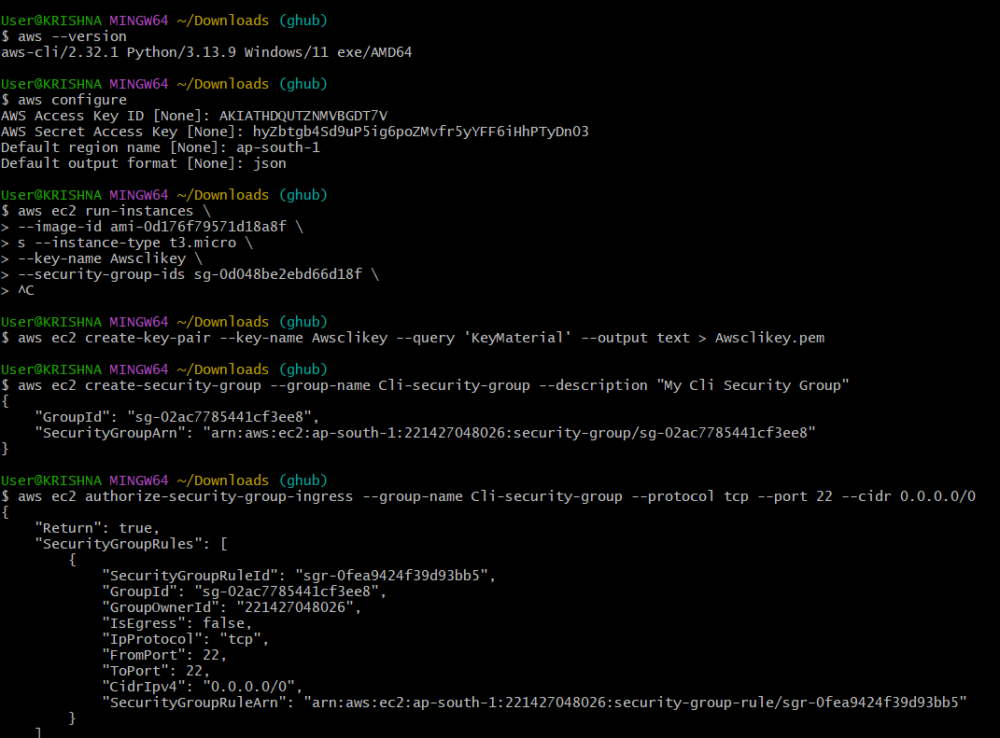 User@KRISHNA MINGW64 ~/Downloads (ghub)
$ aws --version
aws-cli/2.32.1 Python/3.13.9 Windows/11 exe/AMD64
User@KRISHNA MINGW64 ~/Downloads (ghub)
$ aws configure
AWS Access Key ID [None]: AKIATHDQUTZNMVBGDT7V
AWS Secret Access Key [None]: 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
Default region name [None]: ap-south-1
Default output format [None]: json
User@KRISHNA MINGW64 ~/Downloads (ghub)
$ aws ec2 run-instances \
> --image-id ami-0d176f79571d18a8f \
> s --instance-type t3.micro \
> --key-name Awsclikey \
> --security-group-ids sg-0d048be2ebd66d18f \
> ^C
User@KRISHNA MINGW64 ~/Downloads (ghub)
$ aws ec2 create-key-pair --key-name Awsclikey --query 'KeyMaterial' --output text > Awsclikey.pem
User@KRISHNA MINGW64 ~/Downloads (ghub)
$ aws ec2 create-security-group --group-name Cli-security-group --description "My Cli Security Group"
{
    "GroupId": "sg-02ac7785441cf3ee8",
    "SecurityGroupArn": "arn:aws:ec2:ap-south-1:221427048026:security-group/sg-02ac7785441cf3ee8"
}
User@KRISHNA MINGW64 ~/Downloads (ghub)
$ aws ec2 authorize-security-group-ingress --group-name Cli-security-group --protocol tcp --port 22 --cidr 0.0.0.0/0
{
    "Return": true,
    "SecurityGroupRules": [
        {
            "SecurityGroupRuleId": "sgr-0fea9424f39d93bb5",
            "GroupId": "sg-02ac7785441cf3ee8",
            "GroupOwnerId": "221427048026",
            "IsEgress": false,
            "IpProtocol": "tcp",
            "FromPort": 22,
            "ToPort": 22,
            "CidrIpv4": "0.0.0.0/0",
            "SecurityGroupRuleArn": "arn:aws:ec2:ap-south-1:221427048026:security-group-rule/sgr-0fea9424f39d93bb5"
        }
    ]